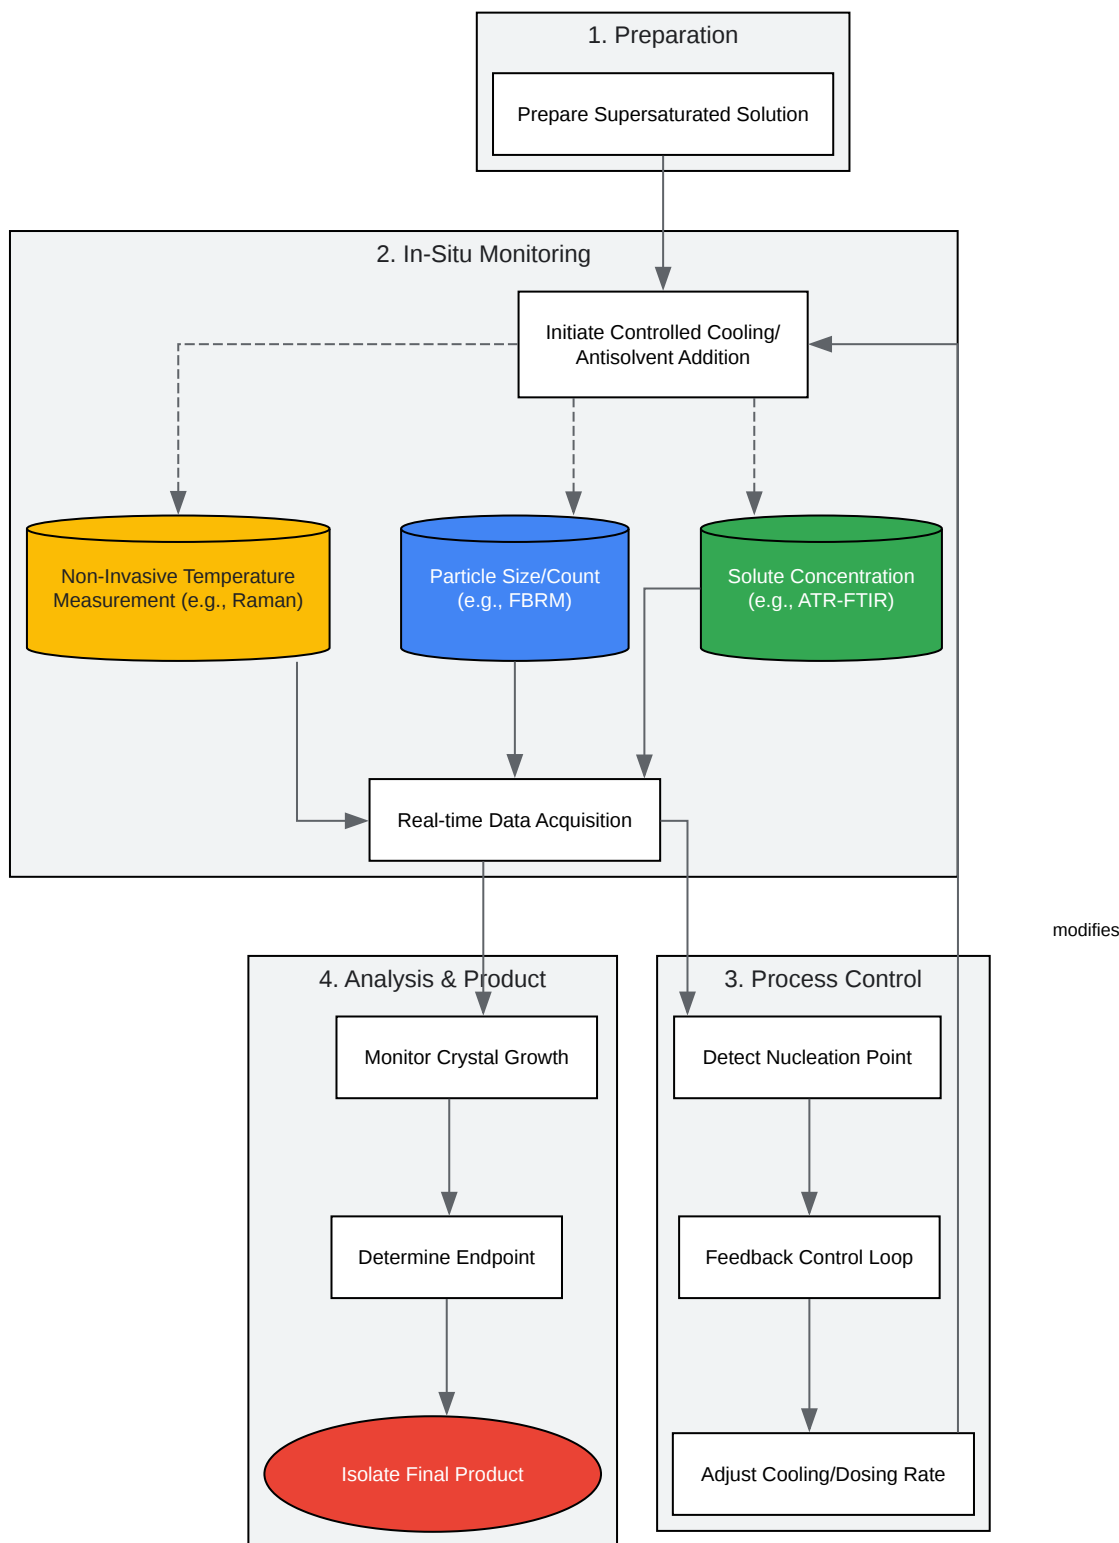 1. Preparation
Prepare Supersaturated Solution
2. In-Situ Monitoring
Initiate Controlled Cooling/
Antisolvent Addition
Non-Invasive Temperature
Measurement (e.g., Raman)
Particle Size/Count
(e.g., FBRM)
Solute Concentration
(e.g., ATR-FTIR)
Real-time Data Acquisition
modifies
4. Analysis & Product
Monitor Crystal Growth
Determine Endpoint
Isolate Final Product
3. Process Control
Detect Nucleation Point
Feedback Control Loop
Adjust Cooling/Dosing Rate